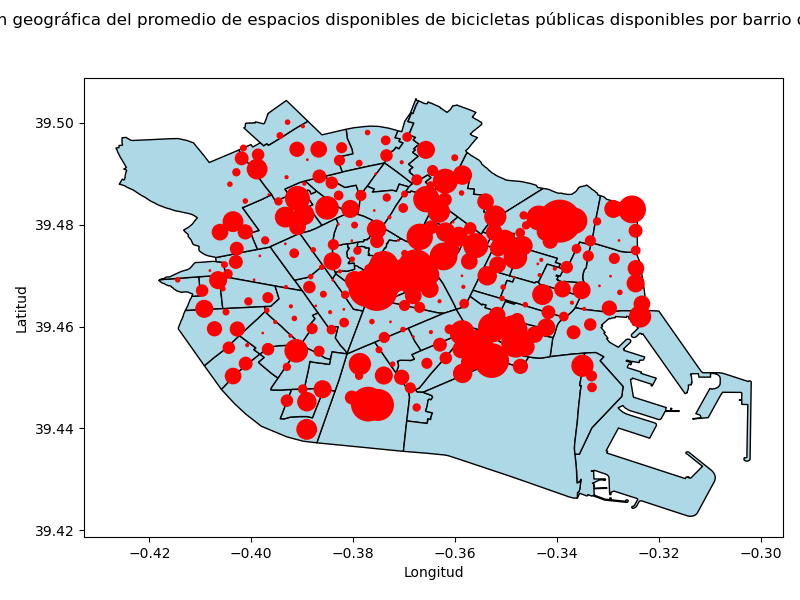 geográfica del promedio de espacios disponibles de bicicletas públicas disponibles por barrio
39.50
39.48
39.46
39.44
39.42
Latitud
−0.42 −0.40 −0.38 −0.36 −0.34 −0.32 −0.30
Longitud